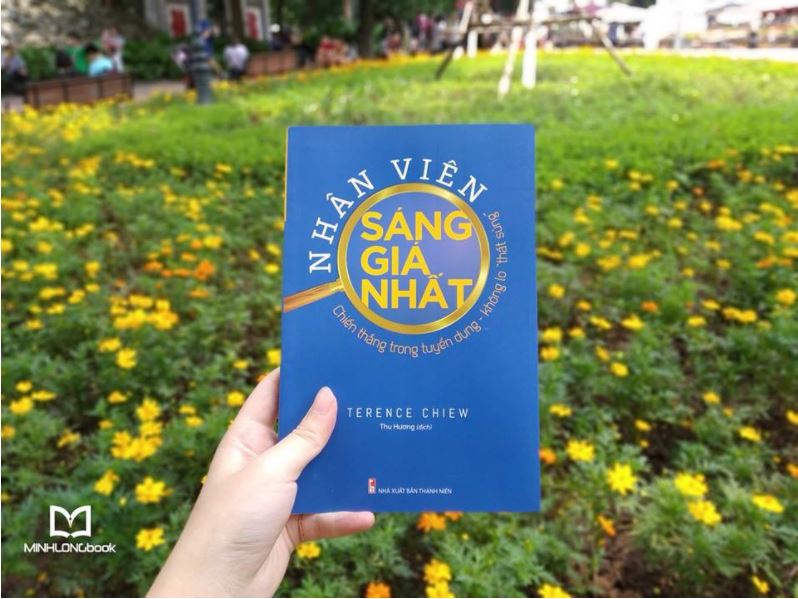 NHÂN VIÊN
SÁNG
GIÁ
NHẤT
Chiến thắng trong tuyển dụng - không lo "thất sủng"
TERENCE CHIEW
Thu Hương (dịch)
NHÀ XUẤT BẢN THANH NIÊN
MINHLONGbook